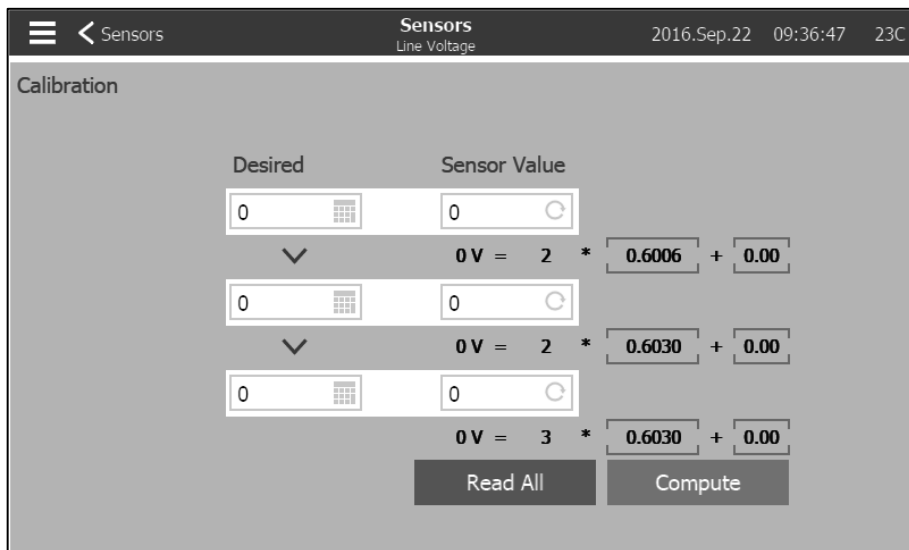 Sensors Sensors 2016.Sep.22 09:36:47 23C
Line Voltage
Calibration
Desired Sensor Value
0 0
0 V = 2 * 0.6006 + 0.00
0 0
0 V = 2 * 0.6030 + 0.00
0 0
0 V = 3 * 0.6030 + 0.00
Read All Compute